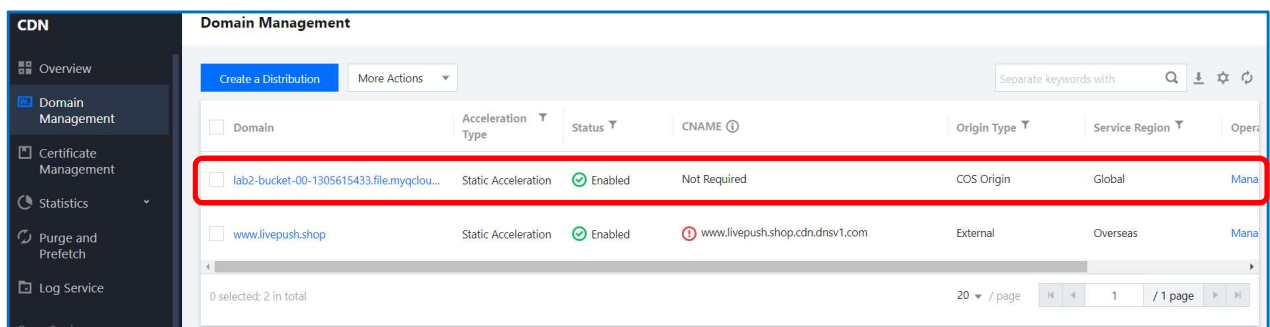 CDN
Domain Management
Overview
Domain
Management
Certificate
Management
Statistics
Purge and
Prefetch
Log Service
Create a Distribution
More Actions
Separate keywords with
Domain
Acceleration
Type
Status
CNAME
Origin Type
Service Region
Opera
lab2-bucket-00-1305615433.file.myqclou...
Static Acceleration
Enabled
Not Required
COS Origin
Global
Mana
www.livepush.shop
Static Acceleration
Enabled
www.livepush.shop.cdn.dnsv1.com
External
Overseas
Mana
0 selected; 2 in total
20 / page
1
/ 1 page